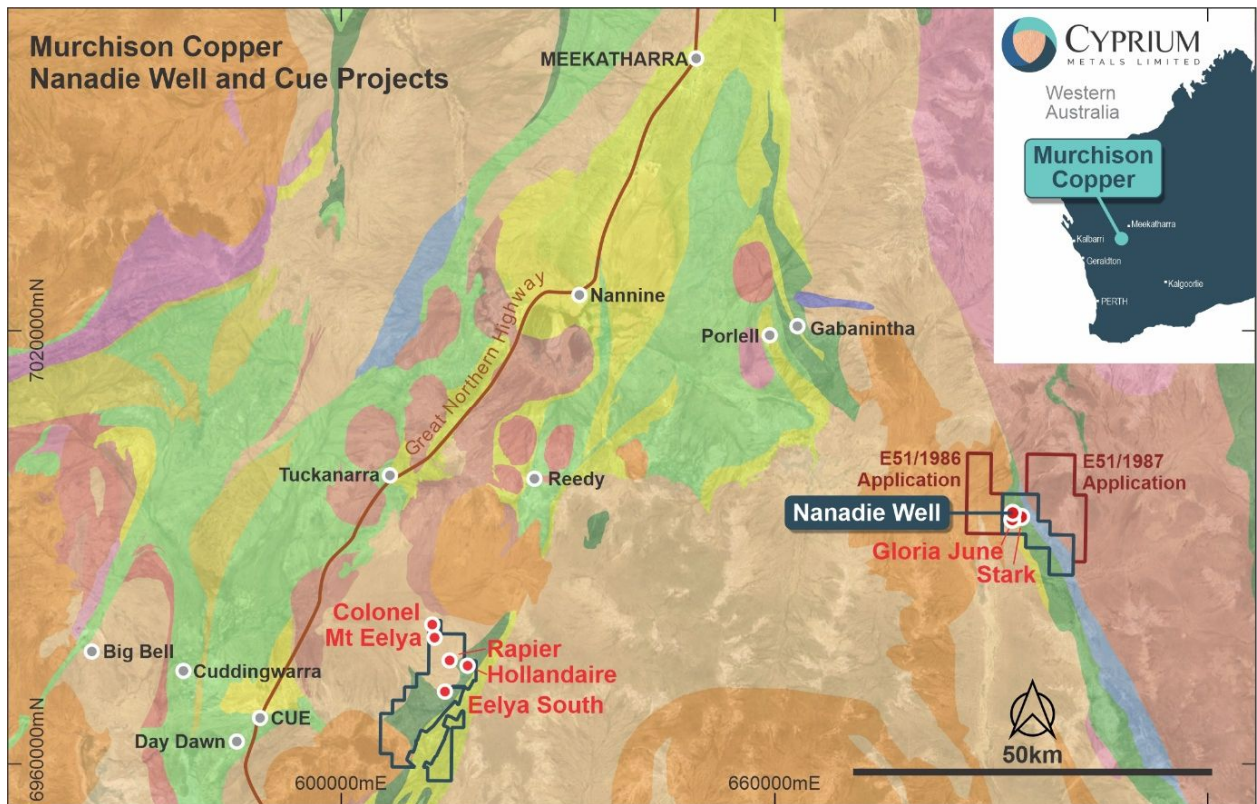 Murchison Copper
Nanadie Well and Cue Projects
MEEKATHARRA
CYPRIUM
METALS LIMITED
Western
Australia
Murchison
Copper
Meekatharra
Kalbarri
Geraldton
Kalgoorlie
PERTH
7020000mN
Great Northern Highway
Nannine
Porlell
Gabanintha
Tuckanarra
Reedy
E51/1986
Application
E51/1987
Application
Nanadie Well
Gloria June
Stark
Colonel
Mt Eelya
Rapier
Hollandaire
Eelya South
Big Bell
Cuddingwarra
CUE
Day Dawn
6960000mN
600000mE
660000mE
50km